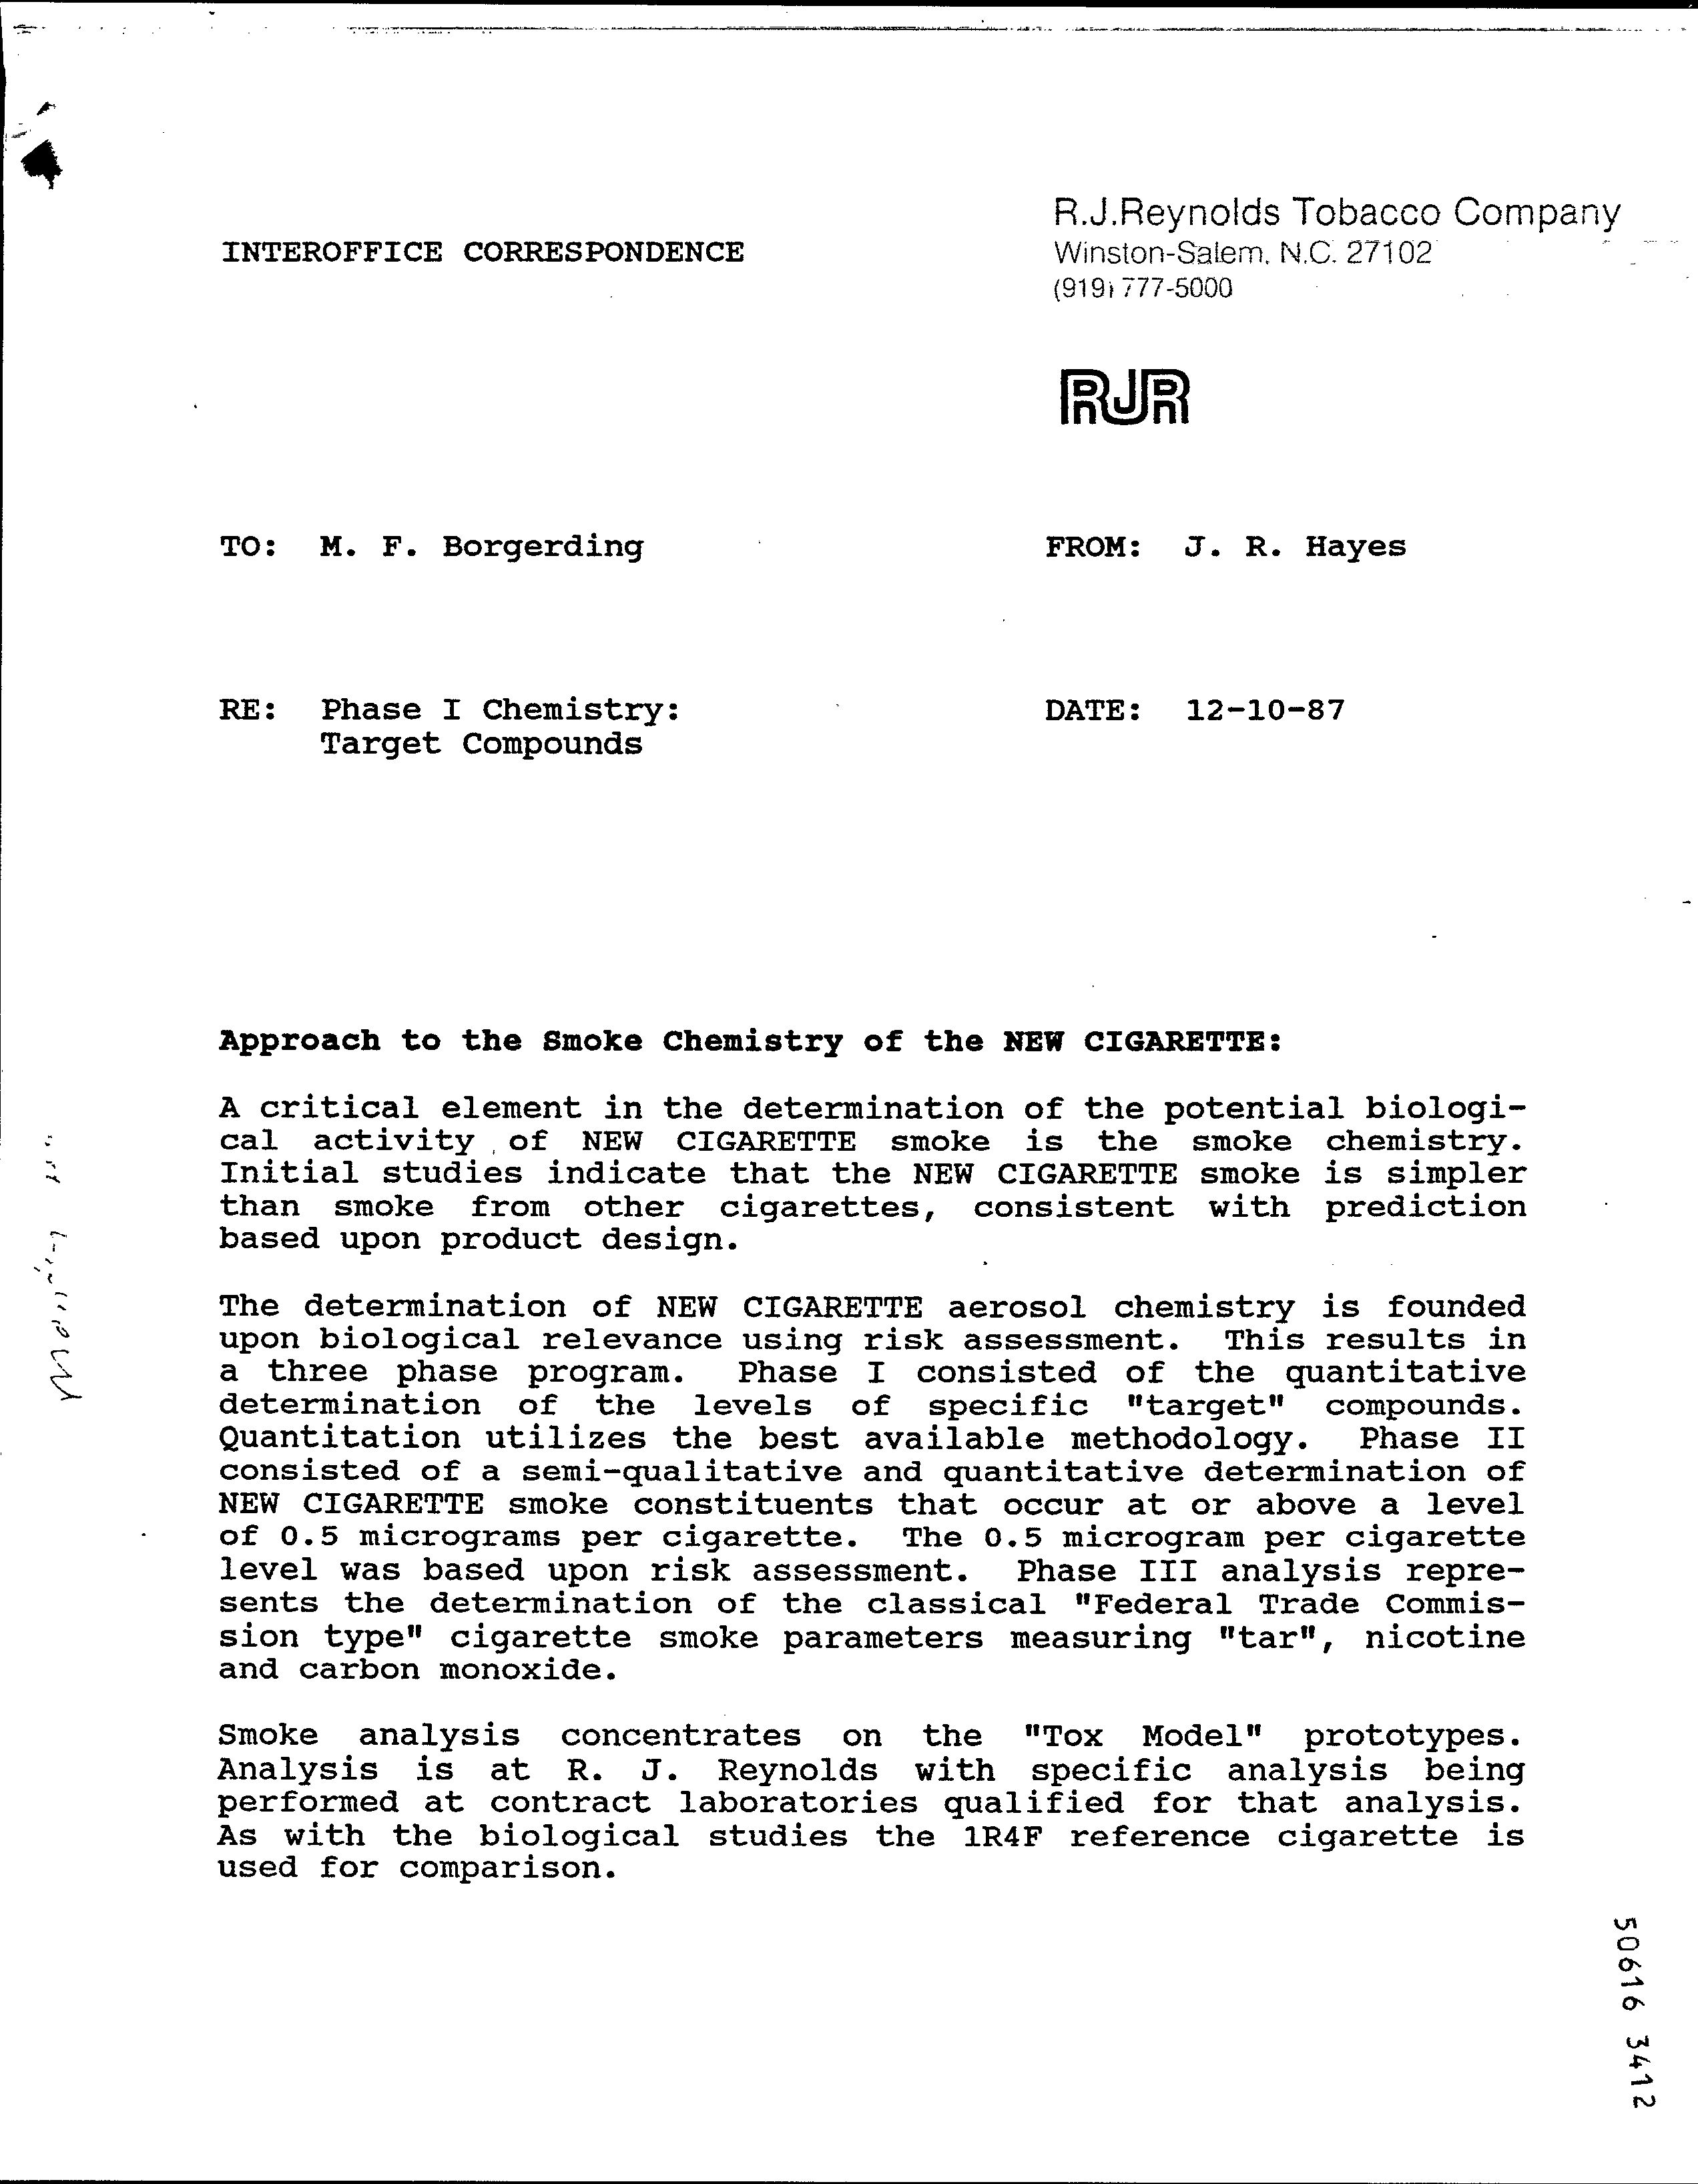 R.J.Reynolds Tobacco Company
INTEROFFICE CORRESPONDENCE
Winston-Salem, N.C. 27102
(919) 777-5000
RJR
TO: M. F. Borgerding
FROM: J. R. Hayes
RE: Phase I Chemistry:
Target Compounds
DATE: 12-10-87
Approach to the Smoke Chemistry of the NEW CIGARETTE:
A critical element in the determination of the potential biologi-
cal activity of NEW CIGARETTE smoke is the smoke chemistry.
Initial studies indicate that the NEW CIGARETTE smoke is simpler
than smoke from other cigarettes, consistent with prediction
based upon product design.
The determination of NEW CIGARETTE aerosol chemistry is founded
upon biological relevance using risk assessment. This results in
a three phase program. Phase I consisted of the quantitative
determination of the levels of specific "target" compounds.
Quantitation utilizes the best available methodology. Phase II
consisted of a semi-qualitative and quantitative determination of
NEW CIGARETTE smoke constituents that occur at or above a level
of 0.5 micrograms per cigarette. The 0.5 microgram per cigarette
level was based upon risk assessment. Phase III analysis repre-
sents the determination of the classical "Federal Trade Commis-
sion type" cigarette smoke parameters measuring "tar", nicotine
and carbon monoxide.
Smoke analysis concentrates on the "Tox Model" prototypes.
Analysis is at R. J. Reynolds with specific analysis being
performed at contract laboratories qualified for that analysis.
As with the biological studies the 1R4F reference cigarette is
used for comparison.
50616 3412